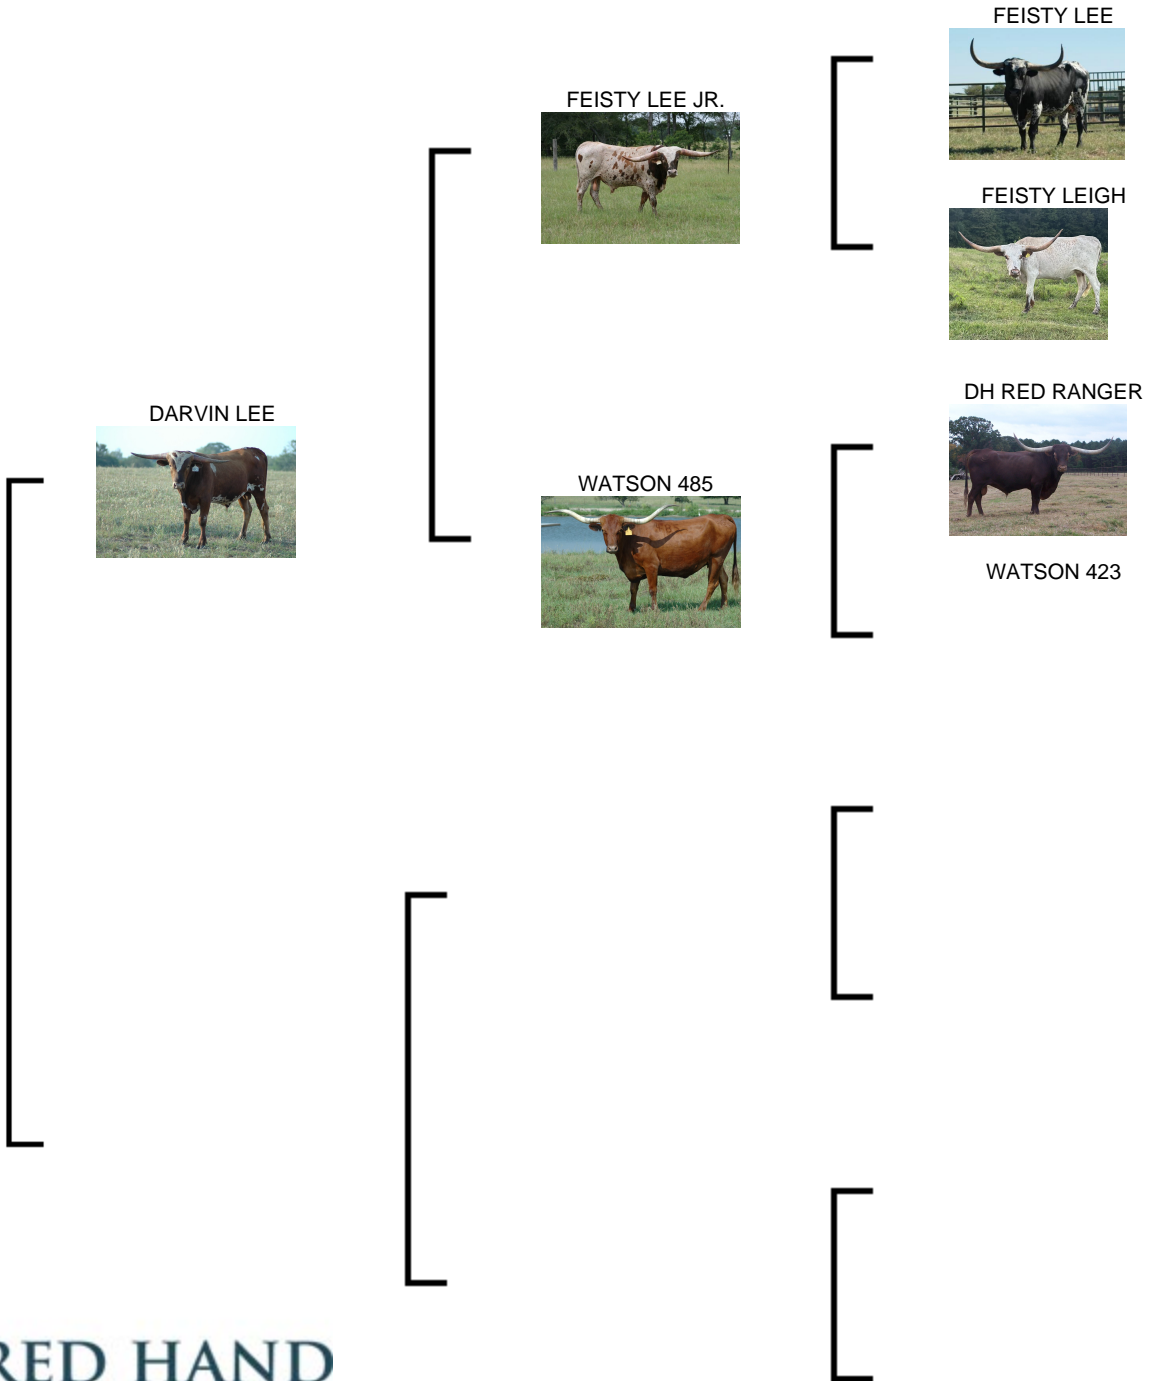 FEISTY LEE
FEISTY LEE JR.
FEISTY LEIGH
DH RED RANGER
DARVIN LEE
WATSON 485
WATSON 423
RED HAND